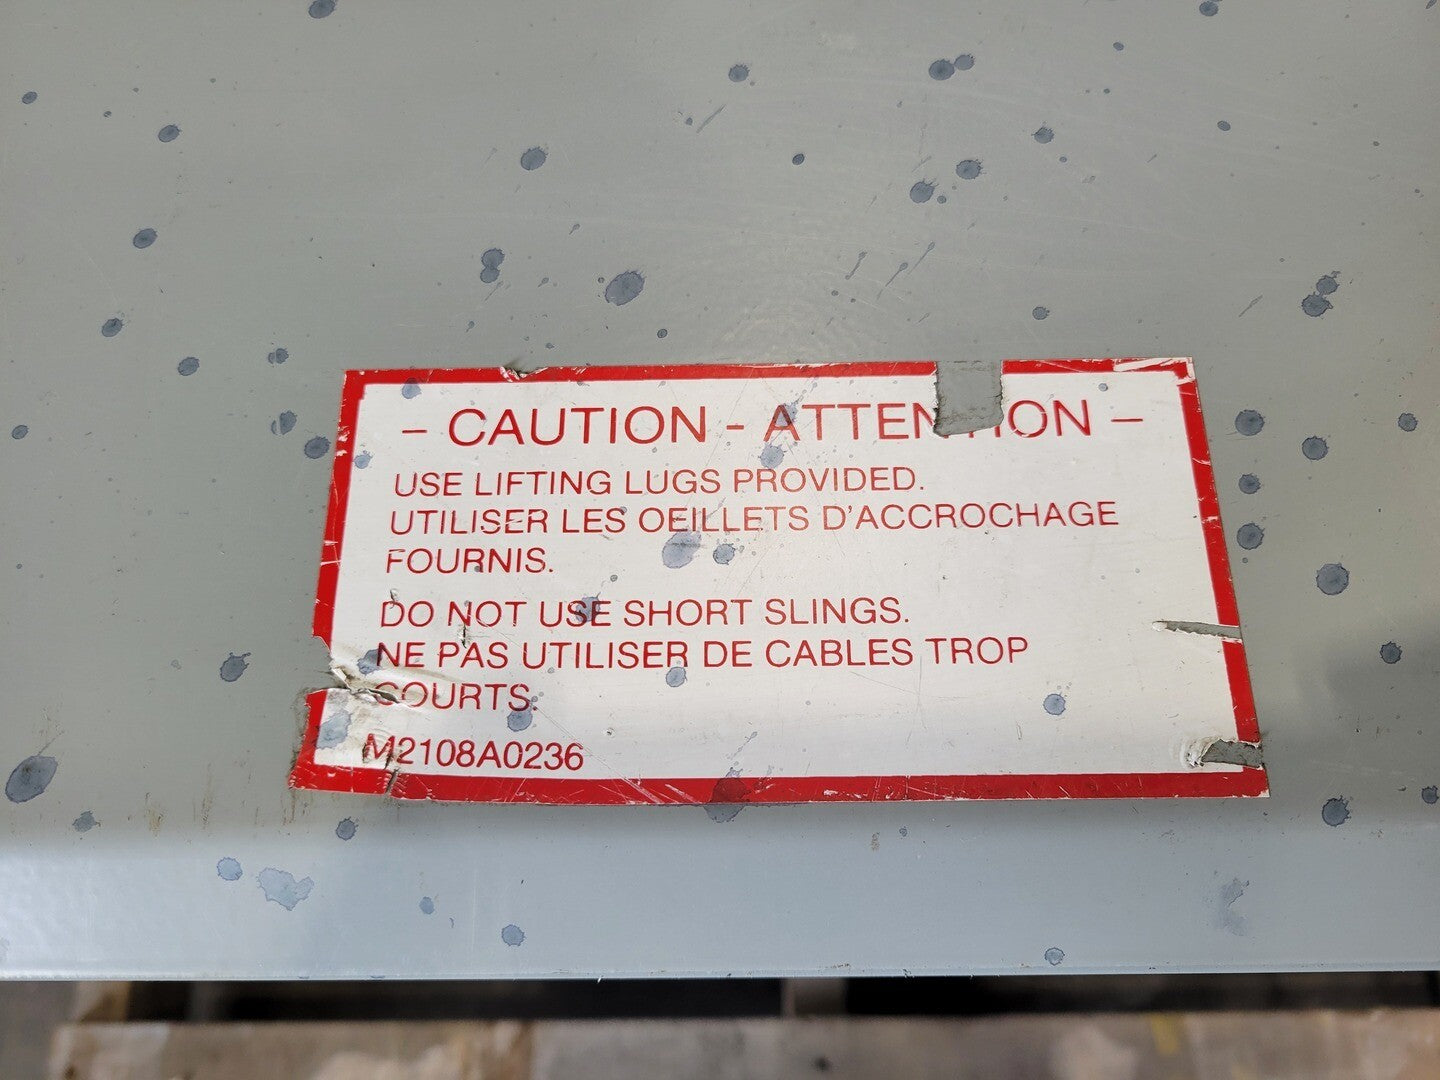 – CAUTION - ATTENTION –
USE LIFTING LUGS PROVIDED.
UTILISER LES OEILLETS D'ACCROCHAGE
FOURNIS.
DO NOT USE SHORT SLINGS.
NE PAS UTILISER DE CABLES TROP
COURTS.
M2108A0236